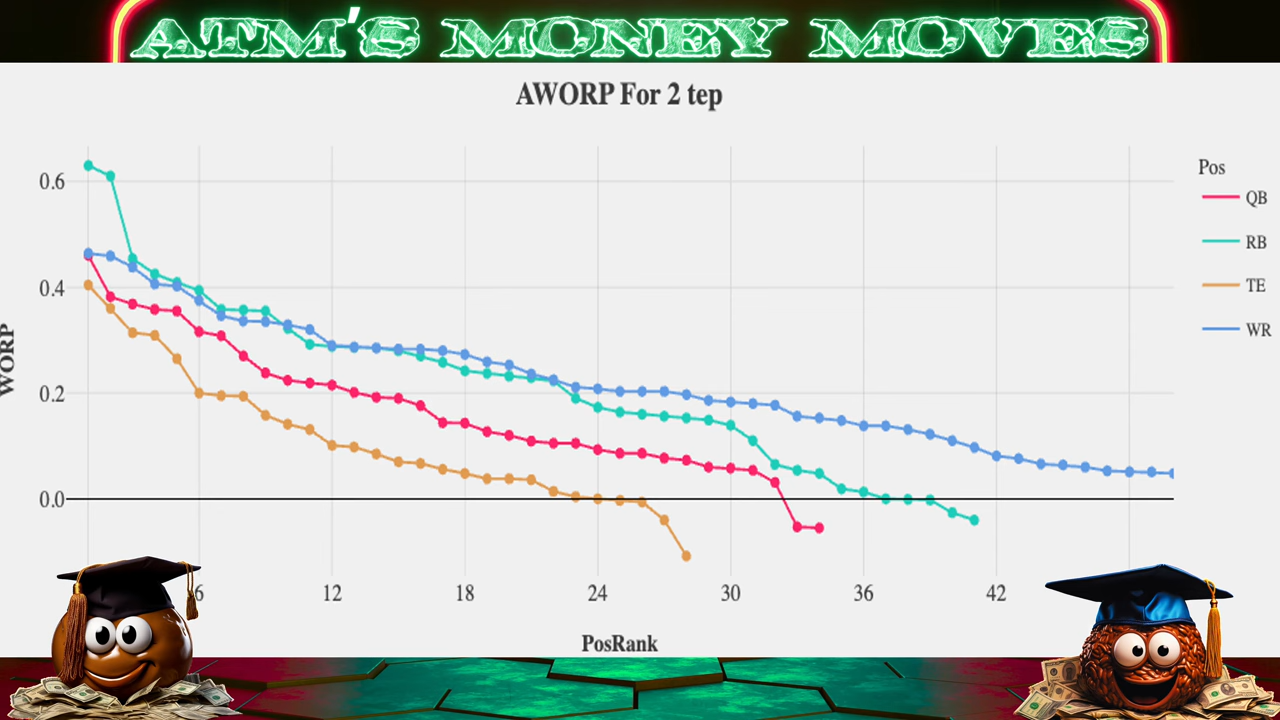 ATM'S MONEY MOVES
AWORP For 2 tep
Pos
QB
RB
TE
WR
0.6
0.4
0.2
0.0
WORP
6
12
18
24
30
36
42
PosRank